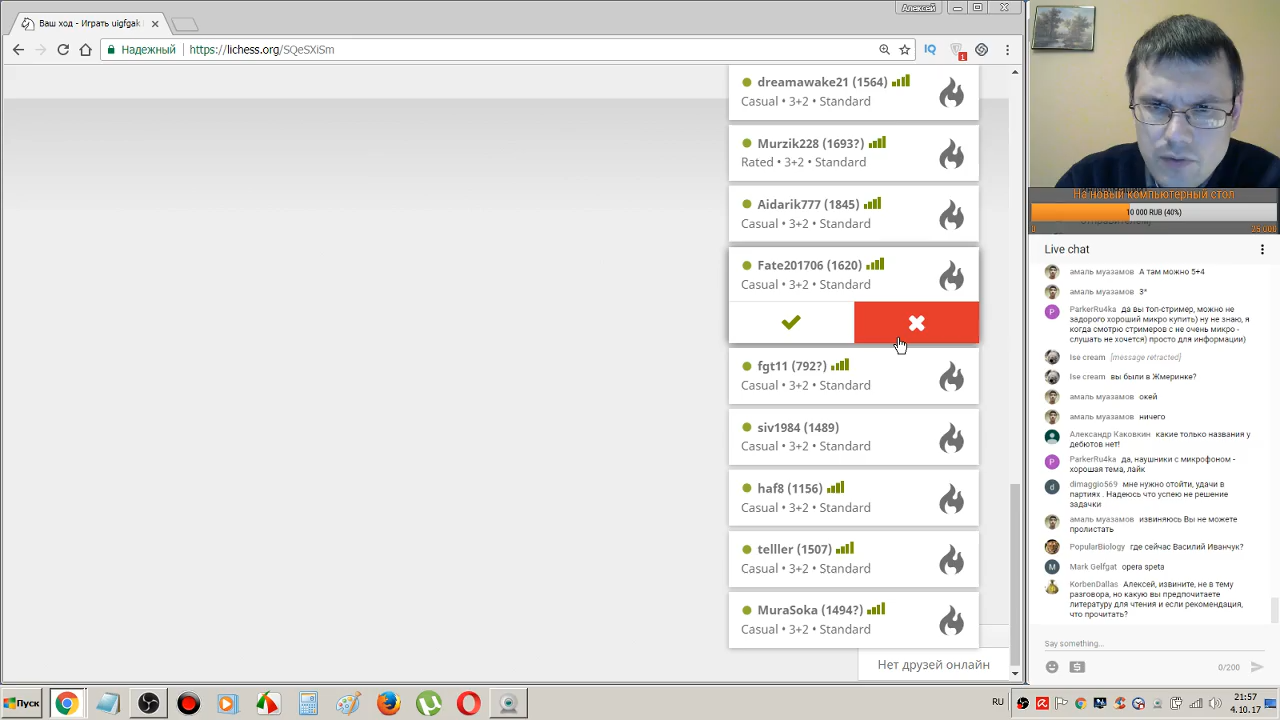 Ваш ход - Играть uigfgak
Алексей
Надежный
https://lichess.org/SQeSXiSm
IQ
1
dreamawake21 (1564)
Casual • 3+2 • Standard
Murzik228 (1693?)
Rated • 3+2 • Standard
Aidarik777 (1845)
Casual • 3+2 • Standard
Fate201706 (1620)
Casual • 3+2 • Standard
fgt11 (792?)
Casual • 3+2 • Standard
siv1984 (1489)
Casual • 3+2 • Standard
haf8 (1156)
Casual • 3+2 • Standard
telller (1507)
Casual • 3+2 • Standard
MuraSoka (1494?)
Casual • 3+2 • Standard
Нет друзей онлайн
На новый компьютерный стол
10 000 RUB (40%)
0
25 000
Live chat
амаль муазамов А там можно 5+4
амаль муазамов 3*
ParkerRu4ka да вы топ-стример, можно не
задорого хороший микро купить) ну не знаю, я
когда смотрю стримеров с не очень микро -
слушать не хочется) просто для информации)
Ise cream [message retracted]
Ise cream вы были в Жмеринке?
амаль муазамов окей
амаль муазамов ничего
Александр Каковкин какие только названия у
дебютов нет!
ParkerRu4ka да, наушники с микрофоном -
хорошая тема, лайк
dimaggio569 мне нужно отойти, удачи в
партиях . Надеюсь что успею не решение
задачки
амаль муазамов извиняюсь Вы не можете
пролистать
PopularBiology где сейчас Василий Иванчук?
Mark Gelfgat opera speta
KorbenDallas Алексей, извините, не в тему
разговора, но какую вы предпочитаете
литературу для чтения и если рекомендация,
что прочитать?
Say something...
0/200
Пуск
RU
21:57
4.10.17